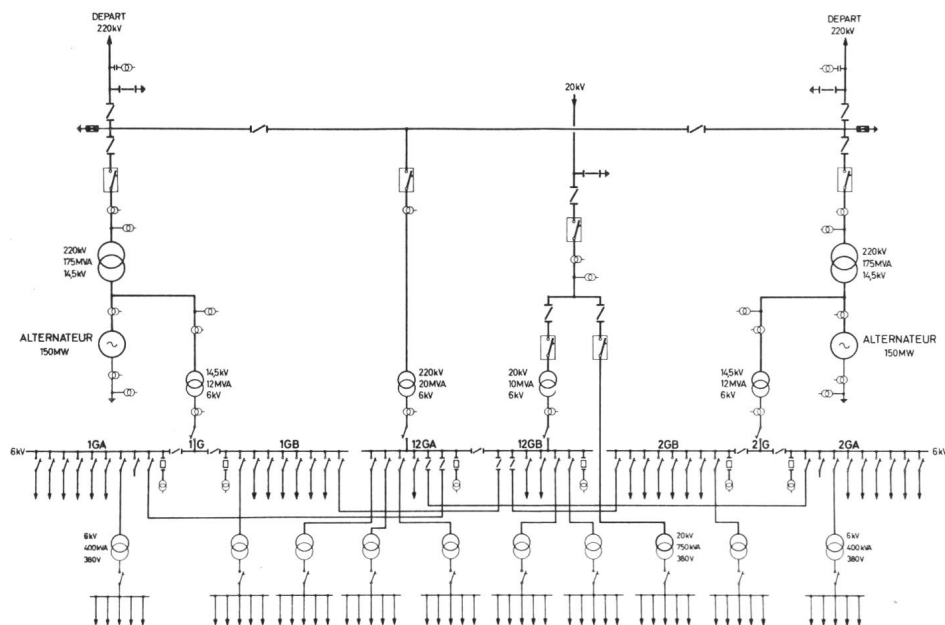 DEPART
220kV
DEPART
220kV
20kV
220kV
175MVA
14,5kV
220kV
175MVA
14,5kV
ALTERNATEUR
150MW
ALTERNATEUR
150MW
14,5kV
12MVA
6kV
220kV
20MVA
6kV
20kV
10MVA
6kV
14,5kV
12MVA
6kV
6kV
1GA
1G
1GB
12GA
12GB
2GB
2G
2GA
6kV
6kV
400kVA
380V
20kV
750kVA
380V
6kV
400kVA
380V